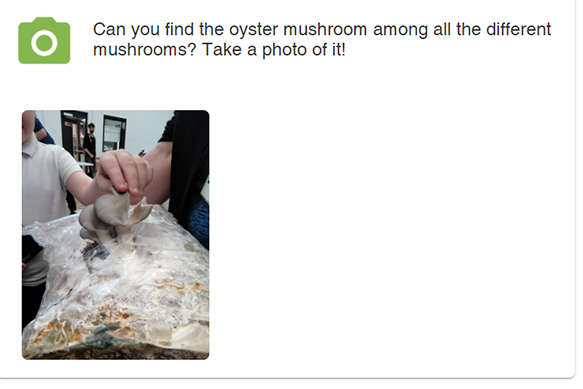 Can you find the oyster mushroom among all the different
mushrooms? Take a photo of it!